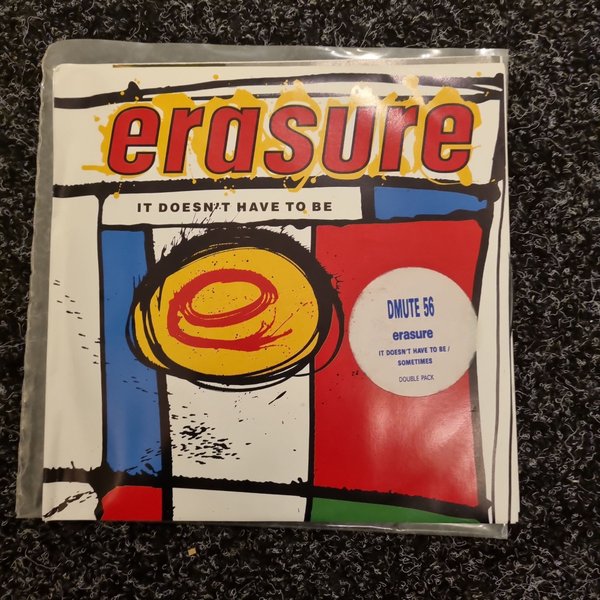 erasure
IT DOESN'T HAVE TO BE
e
DMUTE 56
erasure
IT DOESN'T HAVE TO BE /
SOMETIMES
DOUBLE PACK